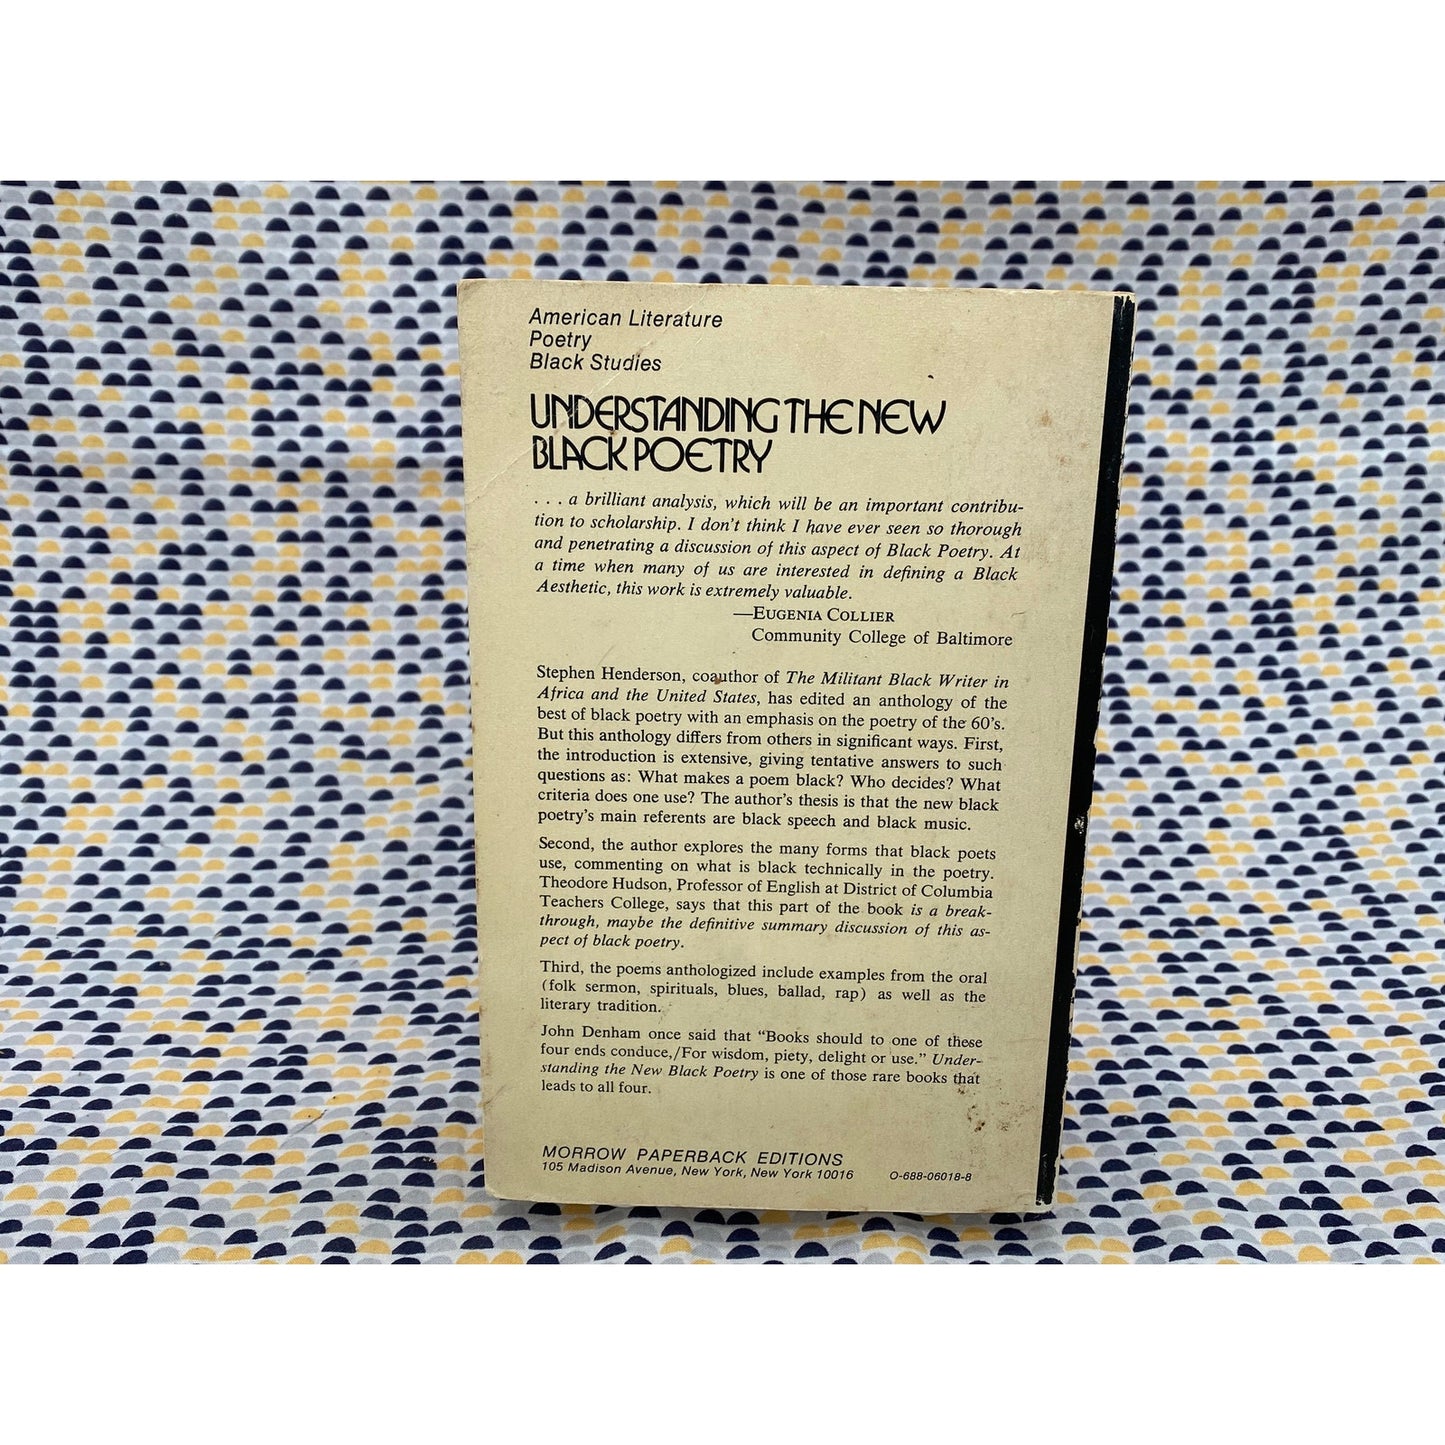 American Literature
Poetry
Black Studies
UNDERSTANDING THE NEW
BLACK POETRY
. . . a brilliant analysis, which will be an important contribu-
tion to scholarship. I don't think I have ever seen so thorough
and penetrating a discussion of this aspect of Black Poetry. At
a time when many of us are interested in defining a Black
Aesthetic, this work is extremely valuable.
—EUGENIA COLLIER
Community College of Baltimore
Stephen Henderson, coauthor of The Militant Black Writer in
Africa and the United States, has edited an anthology of the
best of black poetry with an emphasis on the poetry of the 60's.
But this anthology differs from others in significant ways. First,
the introduction is extensive, giving tentative answers to such
questions as: What makes a poem black? Who decides? What
criteria does one use? The author's thesis is that the new black
poetry's main referents are black speech and black music.
Second, the author explores the many forms that black poets
use, commenting on what is black technically in the poetry.
Theodore Hudson, Professor of English at District of Columbia
Teachers College, says that this part of the book is a break-
through, maybe the definitive summary discussion of this as-
pect of black poetry.
Third, the poems anthologized include examples from the oral
(folk sermon, spirituals, blues, ballad, rap) as well as the
literary tradition.
John Denham once said that “Books should to one of these
four ends conduce,/For wisdom, piety, delight or use.” Under-
standing the New Black Poetry is one of those rare books that
leads to all four.
MORROW PAPERBACK EDITIONS
105 Madison Avenue, New York, New York 10016 0-688-06018-8